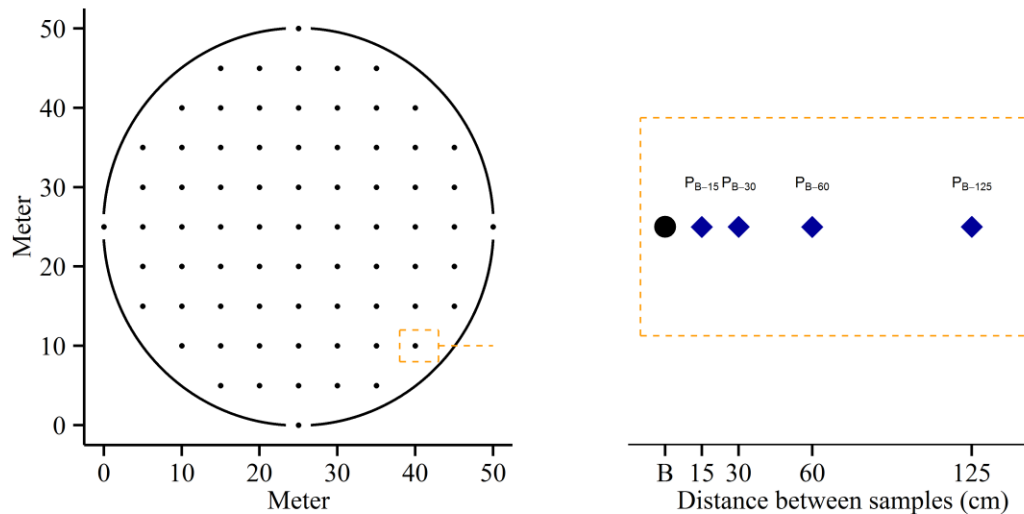 50
40
30
20
10
0
Meter
0 10 20 30 40 50
Meter
P_B–15 P_B–30 P_B–60 P_B–125
B 15 30 60 125
Distance between samples (cm)